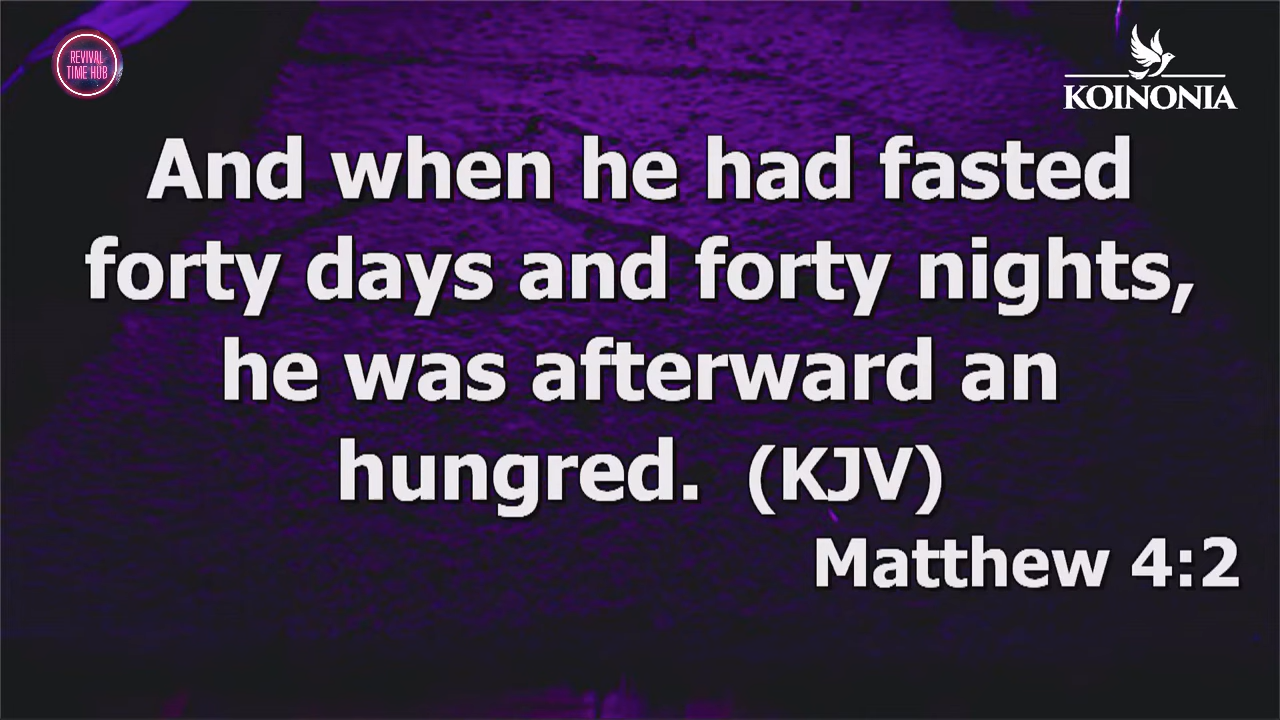 REVIVAL
TIME HUB
KOINONIA
And when he had fasted
forty days and forty nights,
he was afterward an
hungred. (KJV)
Matthew 4:2